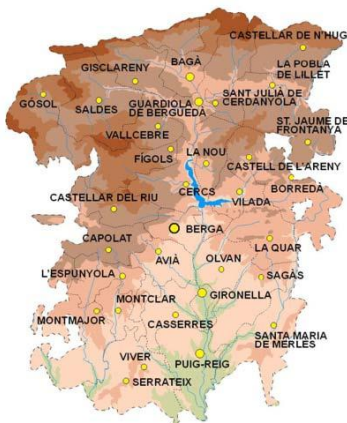 CASTELLAR DE N'HUG
BAGÀ
GISCLARENY
LA POBLA
DE LILLET
GÓSOL
SALDES
GUARDIOLA
DE BERGUEDÀ
SANT JULIÀ DE
CERDANYOLA
VALLCEBRE
ST. JAUME DE
FRONTANYÀ
FÍGOLS
LA NOU
CASTELL DE L'ARENY
CERCS
BORREDÀ
VILADA
CASTELLAR DEL RIU
BERGA
CAPOLAT
LA QUAR
AVIÀ
OLVAN
L'ESPUNYOLA
SAGÀS
GIRONELLA
MONTCLAR
MONTMAJOR
CASSERRES
SANTA MARIA
DE MERLÈS
VIVER
PUIG-REIG
SERRATEIX